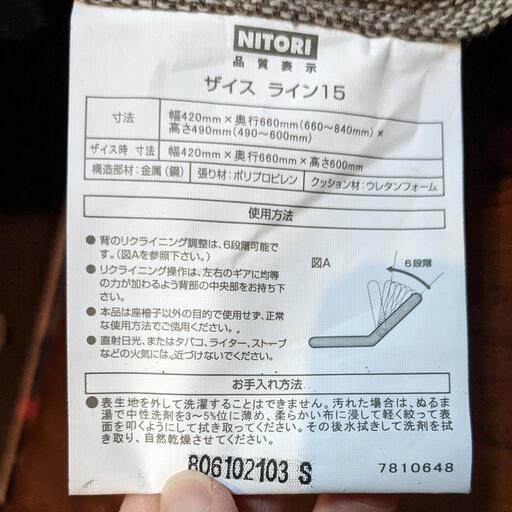 NITORI
品質表示
ザイス ライン15
寸法
幅420mm×奥行660mm(660~840mm)×
高さ490mm(490~600mm)
ザイス時 寸法
幅420mm×奥行660mm×高さ600mm
構造部材:金属(鋼)
張り材:ポリプロピレン
クッション材:ウレタンフォーム
使用方法
●背のリクライニング調整は、6段階可能で
す。(図Aを参照下さい。)
●リクライニング操作は、左右のギアに均等
の力が加わるよう背部の中央部をお持ち下
さい。
●本品は座椅子以外の目的で使用せず、正常
な使用方法でご使用ください。
●直射日光、またはタバコ、ライター、ストーブ
などの火気には、近づけないでください。
図A
6段階
お手入れ方法
●表生地を外して洗濯することはできません。汚れた場合は、ぬるま
湯で中性洗剤を3~5%位に薄め、柔らかい布に浸して軽く絞って表
面を叩くようにして拭き取ってください。その後水拭きして洗剤を拭
き取り、自然乾燥させてください。
806102103 S
7810648